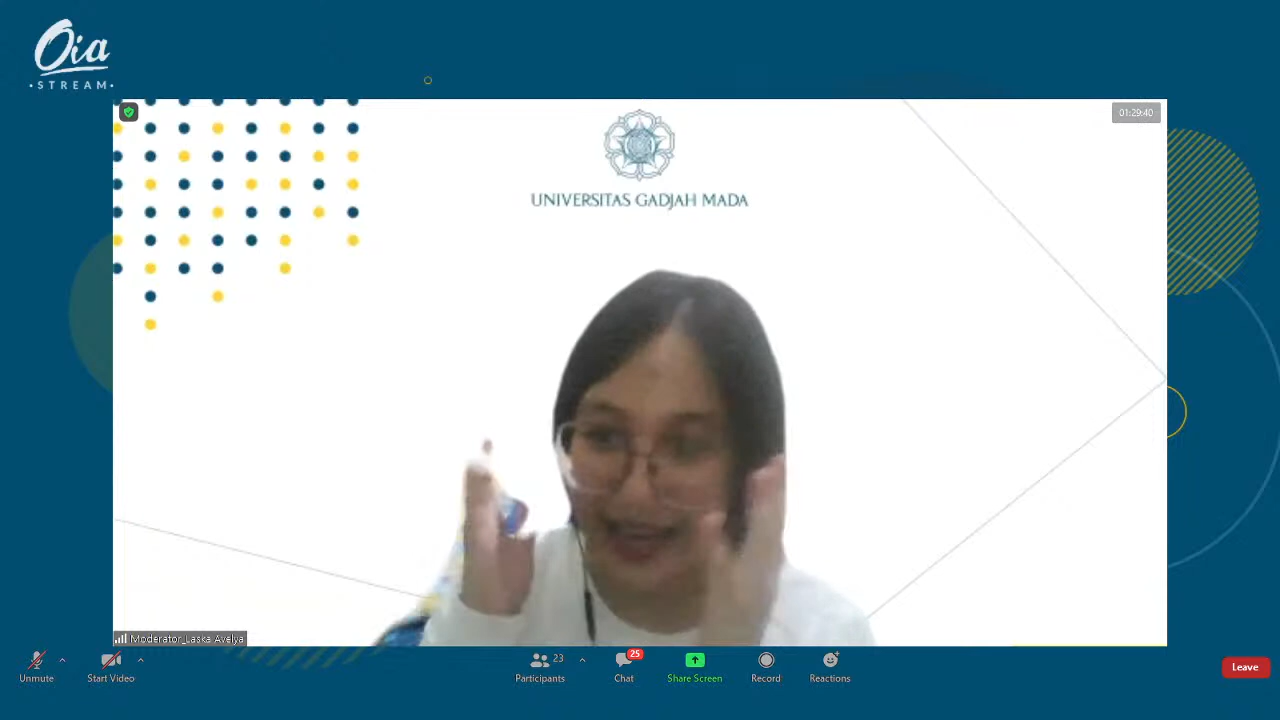 Oia
• STREAM •
01:29:40
UNIVERSITAS GADJAH MADA
Moderator_Laska Avelya
Unmute
Start Video
23
Participants
25
Chat
Share Screen
Record
Reactions
Leave